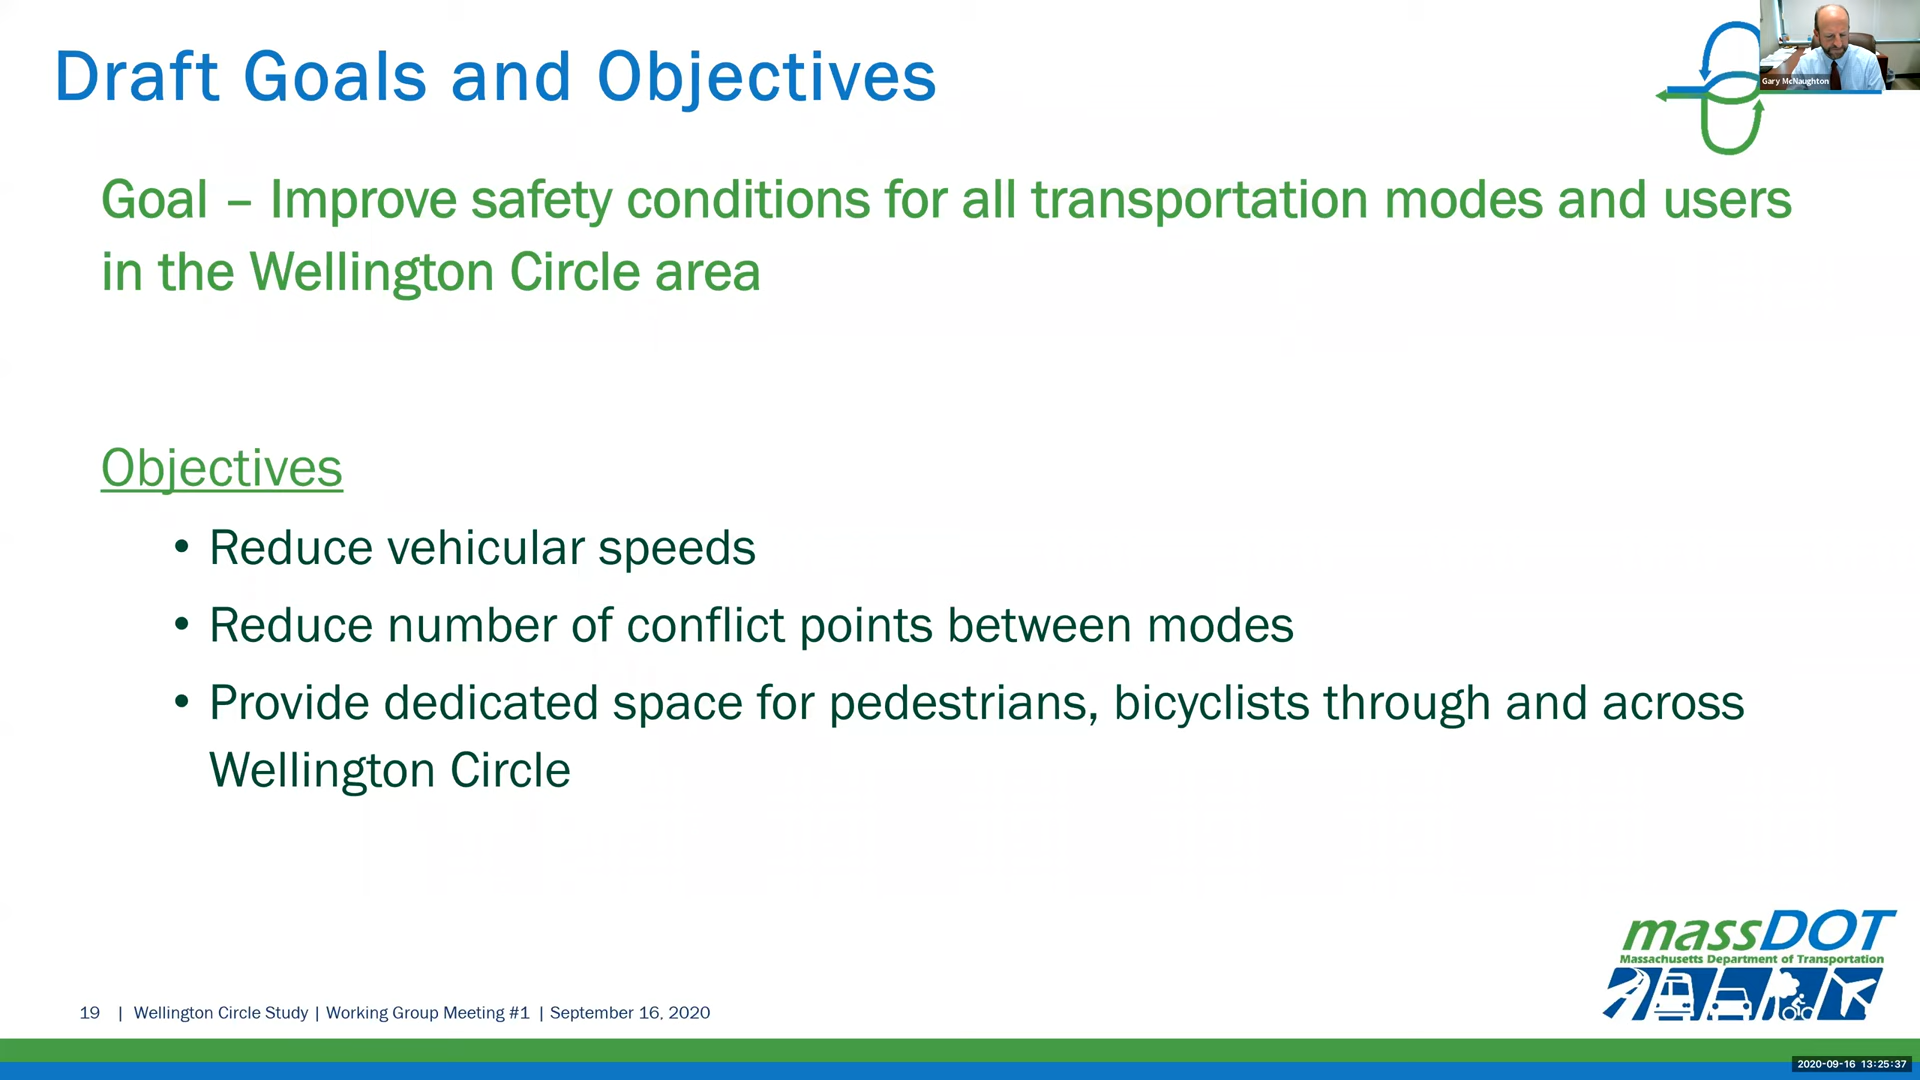 Draft Goals and Objectives
Gary McNaughton
Goal – Improve safety conditions for all transportation modes and users
in the Wellington Circle area
Objectives
• Reduce vehicular speeds
• Reduce number of conflict points between modes
• Provide dedicated space for pedestrians, bicyclists through and across
Wellington Circle
massDOT
Massachusetts Department of Transportation
19 | Wellington Circle Study | Working Group Meeting #1 | September 16, 2020
2020-09-16 13:25:37